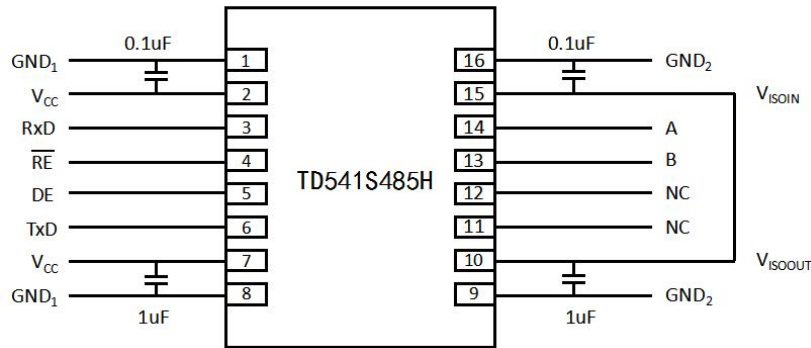 0.1uF 0.1uF
GND1 1 16 GND2
VCC 2 15 VISOIN
RxD 3 14 A
RE 4 13 B
TD541S485H
DE 5 12 NC
TxD 6 11 NC
VCC 7 10 VISOOUT
GND1 8 9 GND2
1uF 1uF